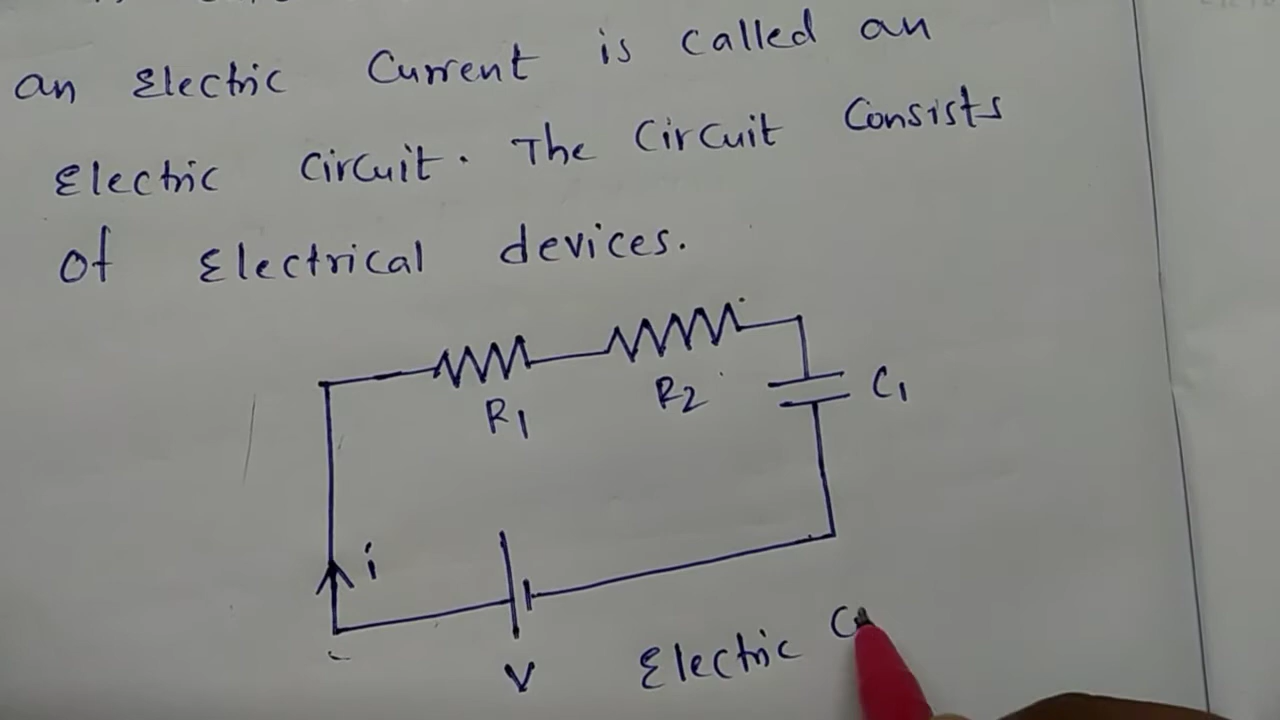 an Electric Current is called an
Electric Circuit. The Circuit Consists
of Electrical devices.
R1
R2
C1
i
V
Electric